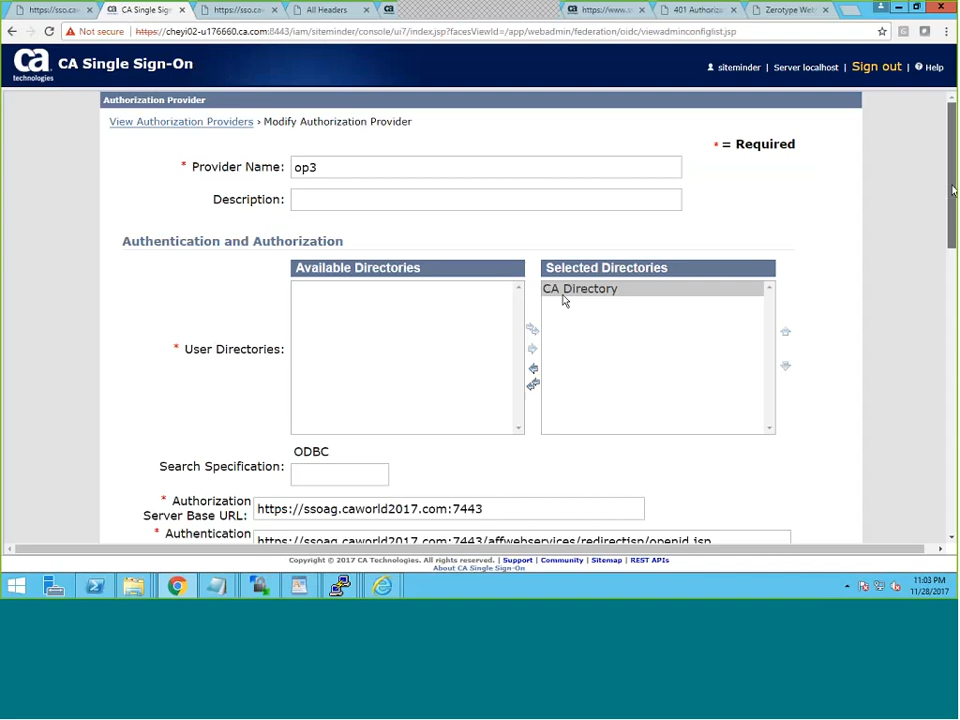 https://sso.ca
CA Single Sign
https://sso.ca
All Headers
ca
https://www.s
401 Authoriza
Zerotype Web
Not secure
https://cheyi02-u176660.ca.com:8443/iam/siteminder/console/ui7/index.jsp?facesViewId=/app/webadmin/federation/oidc/viewadminconfiglist.jsp
ca technologies
CA Single Sign-On
siteminder | Server localhost | Sign out | Help
Authorization Provider
View Authorization Providers › Modify Authorization Provider
* = Required
* Provider Name: op3
Description:
Authentication and Authorization
Available Directories
Selected Directories
CA Directory
* User Directories:
ODBC
Search Specification:
* Authorization
Server Base URL: https://ssoag.caworld2017.com:7443
* Authentication https://ssoag.caworld2017.com:7443/affwebservices/redirectjsp/openid.jsp
Copyright © 2017 CA Technologies. All rights reserved. | Support | Community | Sitemap | REST APIs
About CA Single Sign-On
11:03 PM
11/28/2017